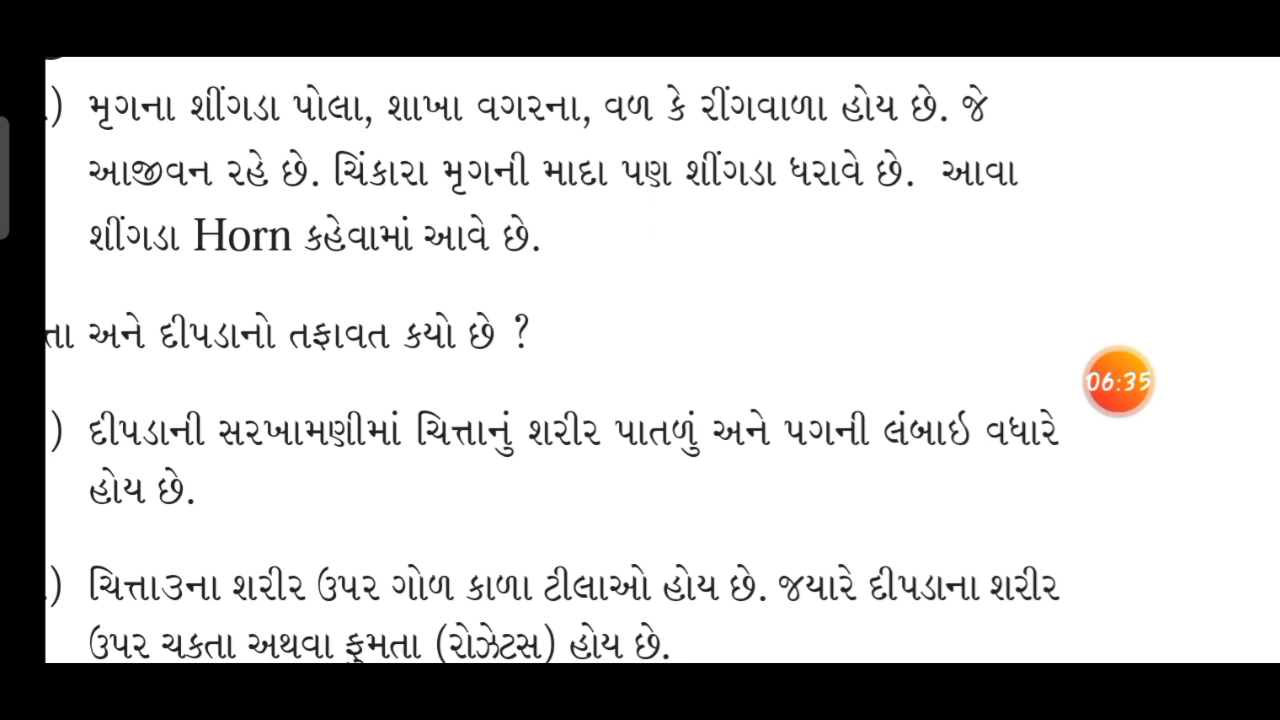 ) મૃગના શીંગડા પોલા, શાખા વગરના, વળ કે રીંગવાળા હોય છે. જે
આજીવન રહે છે. ચિંકારા મૃગની માદા પણ શીંગડા ધરાવે છે. આવા
શીંગડા Horn કહેવામાં આવે છે.
તા અને દીપડાનો તફાવત કયો છે ?
06:35
) દીપડાની સરખામણીમાં ચિત્તાનું શરીર પાતળું અને પગની લંબાઇ વધારે
હોય છે.
) ચિત્તા૩ના શરીર ઉપર ગોળ કાળા ટીલાઓ હોય છે. જયારે દીપડાના શરીર
ઉપર ચકતા અથવા ફુમતા (રોઝેટસ) હોય છે.